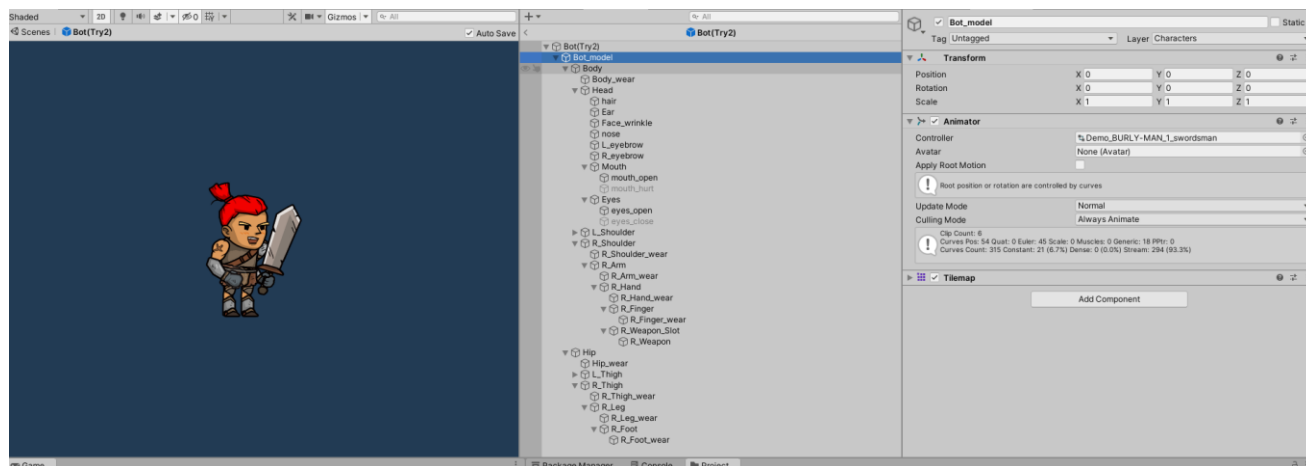 Shaded 2D 0 Gizmos All
Scenes Bot(Try2) Auto Save
All
Bot(Try2)
Bot(Try2)
Bot_model
Body
Body_wear
Head
hair
Ear
Face_wrinkle
nose
L_eyebrow
R_eyebrow
Mouth
mouth_open
mouth_hurt
Eyes
eyes_open
eyes_close
L_Shoulder
R_Shoulder
R_Shoulder_wear
R_Arm
R_Arm_wear
R_Hand
R_Hand_wear
R_Finger
R_Finger_wear
R_Weapon_Slot
R_Weapon
Hip
Hip_wear
L_Thigh
R_Thigh
R_Thigh_wear
R_Leg
R_Leg_wear
R_Foot
R_Foot_wear
Bot_model Static
Tag Untagged Layer Characters
Transform
Position X 0 Y 0 Z 0
Rotation X 0 Y 0 Z 0
Scale X 1 Y 1 Z 1
Animator
Controller Demo_BURLY-MAN_1_swordsman
Avatar None (Avatar)
Apply Root Motion
Root position or rotation are controlled by curves
Update Mode Normal
Culling Mode Always Animate
Clip Count: 6
Curves Pos: 54 Quat: 0 Euler: 45 Scale: 0 Muscles: 0 Generic: 18 PPtr: 0
Curves Count: 315 Constant: 21 (6.7%) Dense: 0 (0.0%) Stream: 294 (93.3%)
Tilemap
Add Component
Game Package Manager Console Project